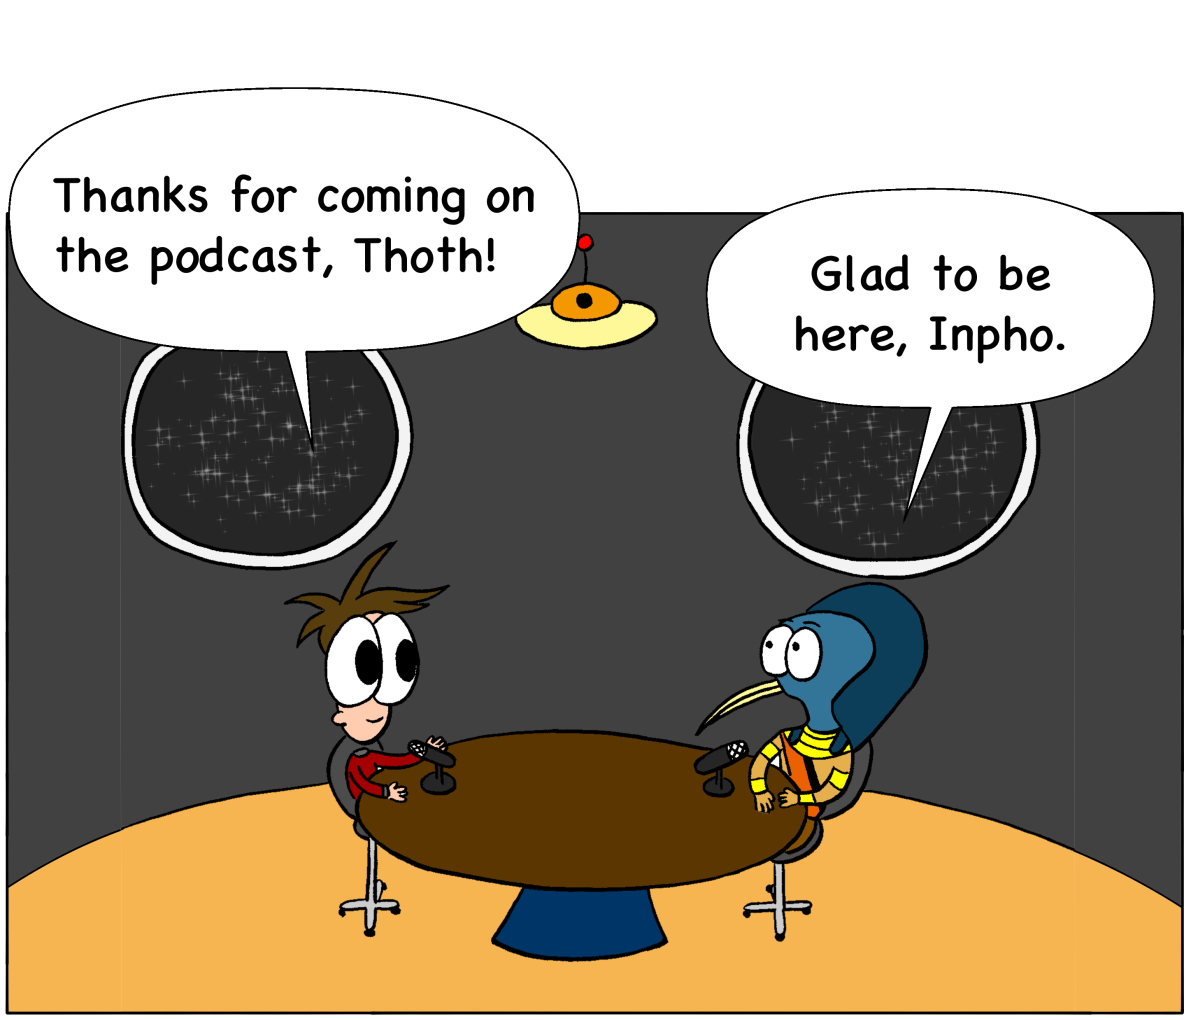 Thanks for coming on
the podcast, Thoth!
Glad to be
here, Inpho.